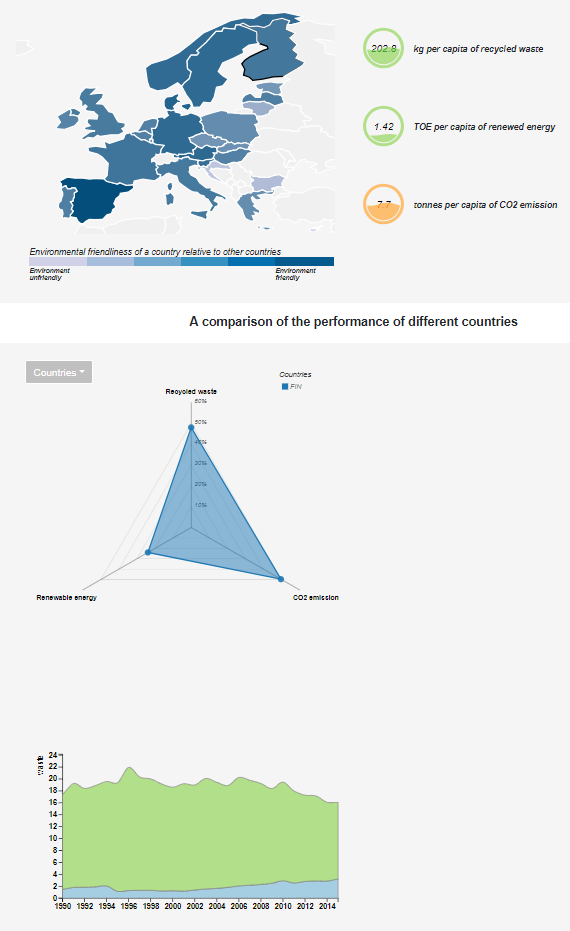 202.8
kg per capita of recycled waste
1.42
TOE per capita of renewed energy
7.7
tonnes per capita of CO2 emission
Environmental friendliness of a country relative to other countries
Environment
unfriendly
Environment
friendly
A comparison of the performance of different countries
Countries
Countries
FIN
Recycled waste
60%
50%
40%
30%
20%
10%
Renewable energy
CO2 emission
Waste
24
22
20
18
16
14
12
10
8
6
4
2
0
1990 1992 1994 1996 1998 2000 2002 2004 2006 2008 2010 2012 2014